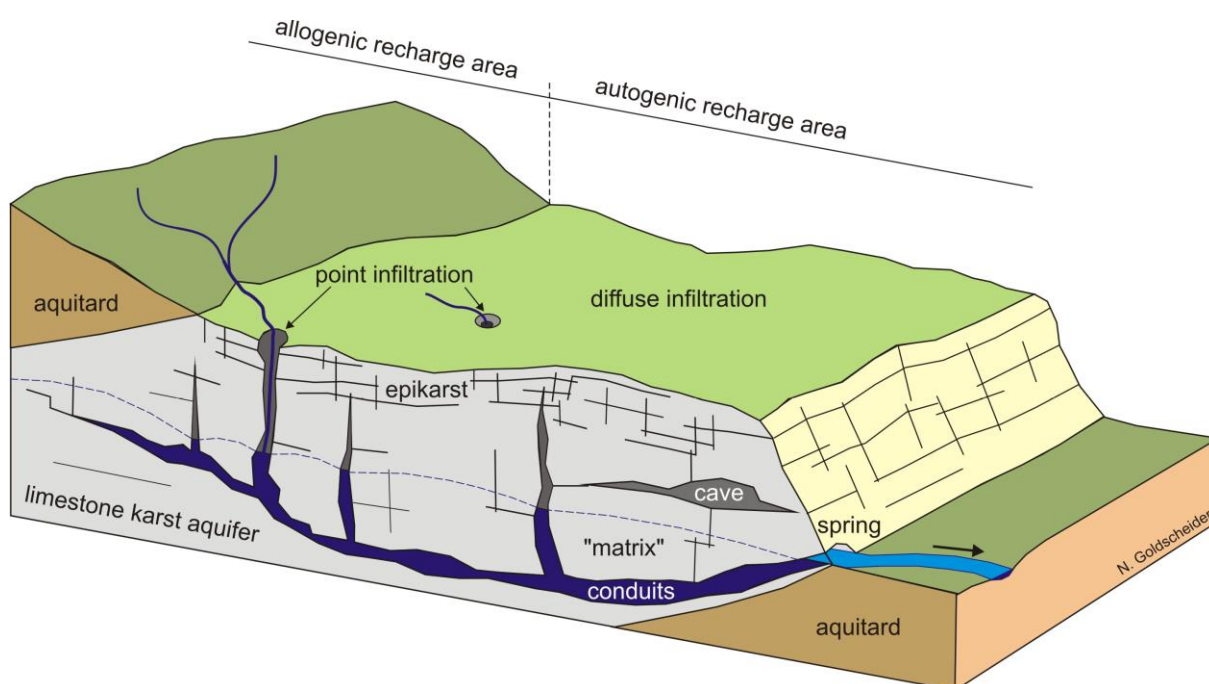 allogenic recharge area
autogenic recharge area
point infiltration
aquitard
diffuse infiltration
epikarst
cave
limestone karst aquifer
spring
"matrix"
conduits
aquitard
N. Goldscheider